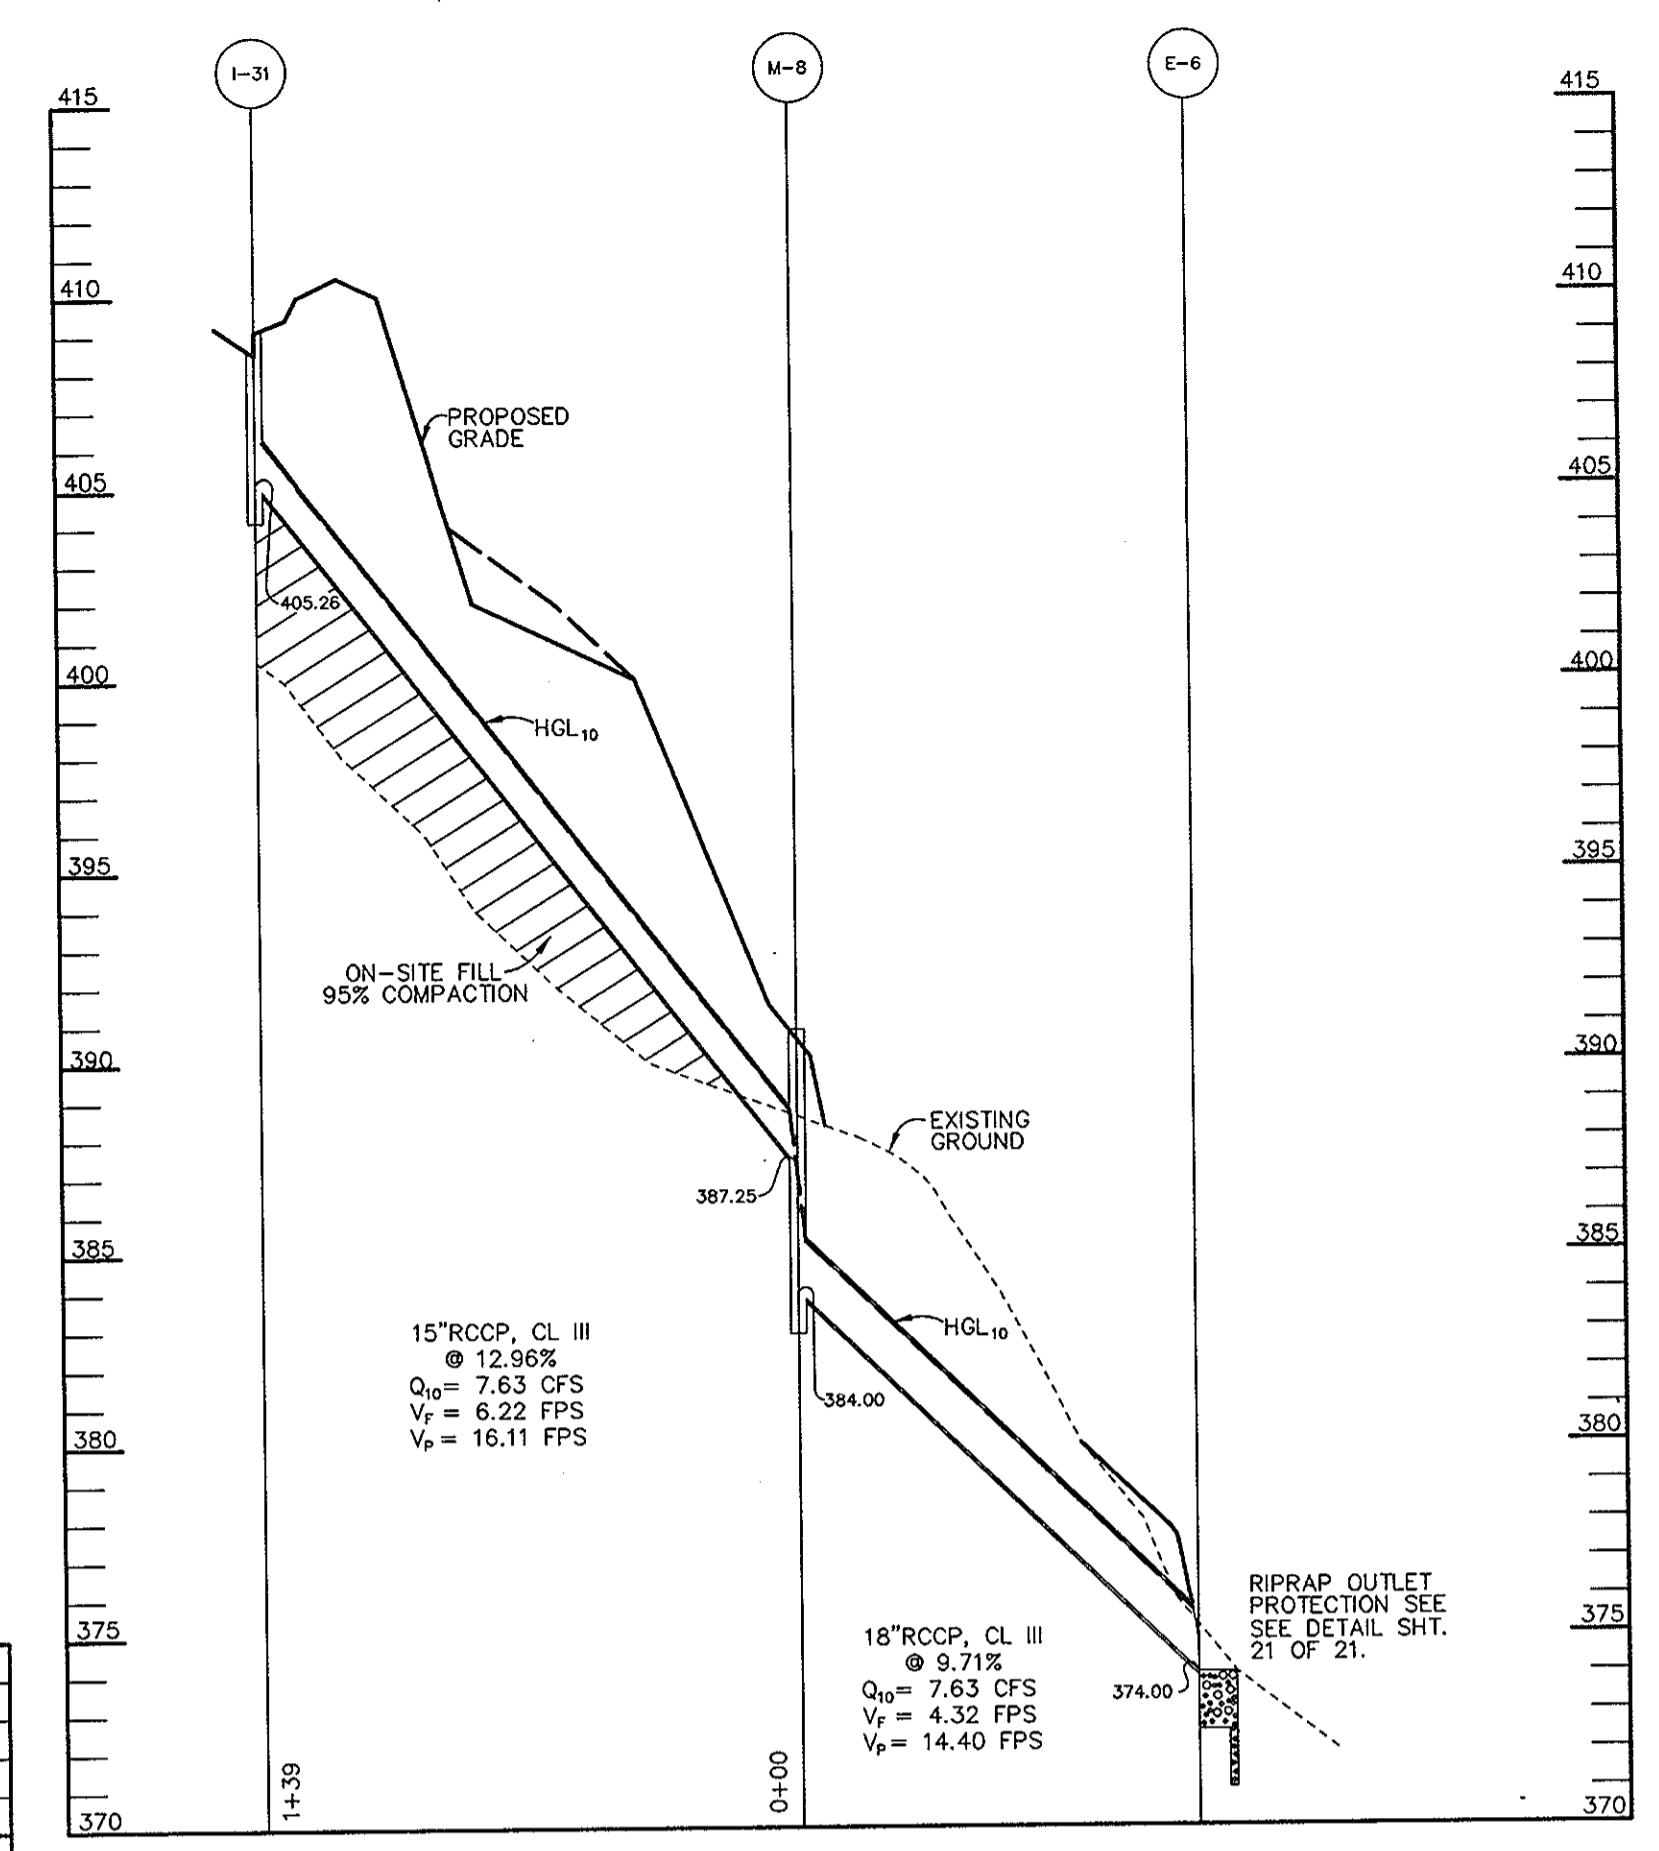 I-31
M-8
E-6
415
415
410
410
PROPOSED
GRADE
405
405
405.26
400
400
HGL10
395
395
ON-SITE FILL
95% COMPACTION
390
390
EXISTING
GROUND
387.25
385
385
HGL10
15"RCCP, CL III
@ 12.96%
Q10= 7.63 CFS
VF = 6.22 FPS
VP= 16.11 FPS
384.00
380
380
375
375
RIPRAP OUTLET
PROTECTION SEE
SEE DETAIL SHT.
21 OF 21.
18"RCCP, CL III
@ 9.71%
Q10= 7.63 CFS
VF = 4.32 FPS
VP= 14.40 FPS
374.00
1+39
0+00
370
370